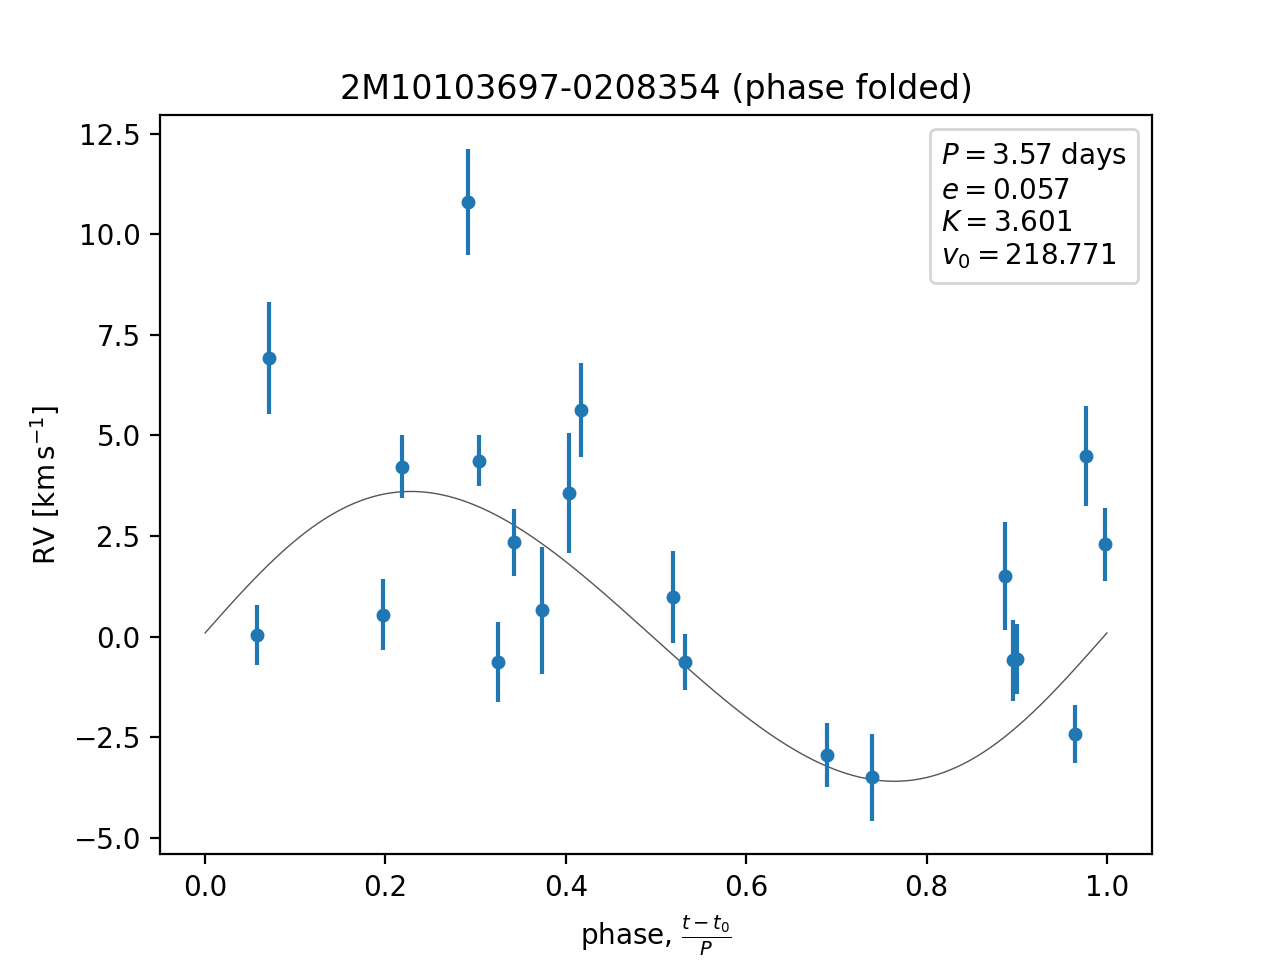 2M10103697-0208354 (phase folded)
P = 3.57 days
e = 0.057
K = 3.601
v₀ = 218.771
RV [km s⁻¹]
12.5
10.0
7.5
5.0
2.5
0.0
−2.5
−5.0
0.0 0.2 0.4 0.6 0.8 1.0
phase, (t − t₀)/P